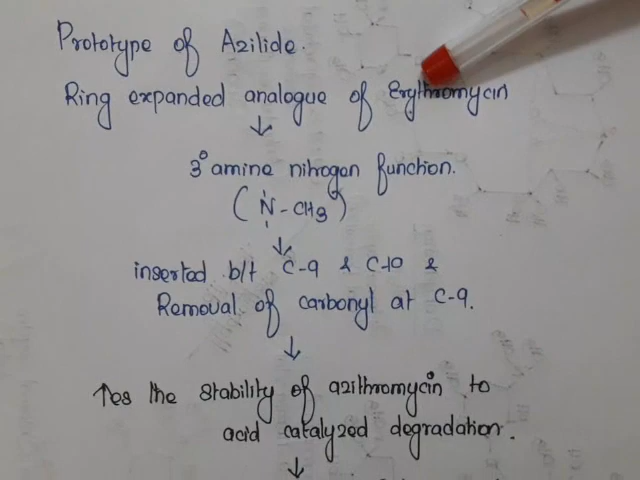 Prototype of Azilide.
Ring expanded analogue of Erythromycin
↓
3° amine nitrogen function.
(N-CH3)
↓
inserted b/t C-9 & C-10 &
Removal of carbonyl at C-9.
↓
↑es the stability of azithromycin to
acid catalyzed degradation.
↓